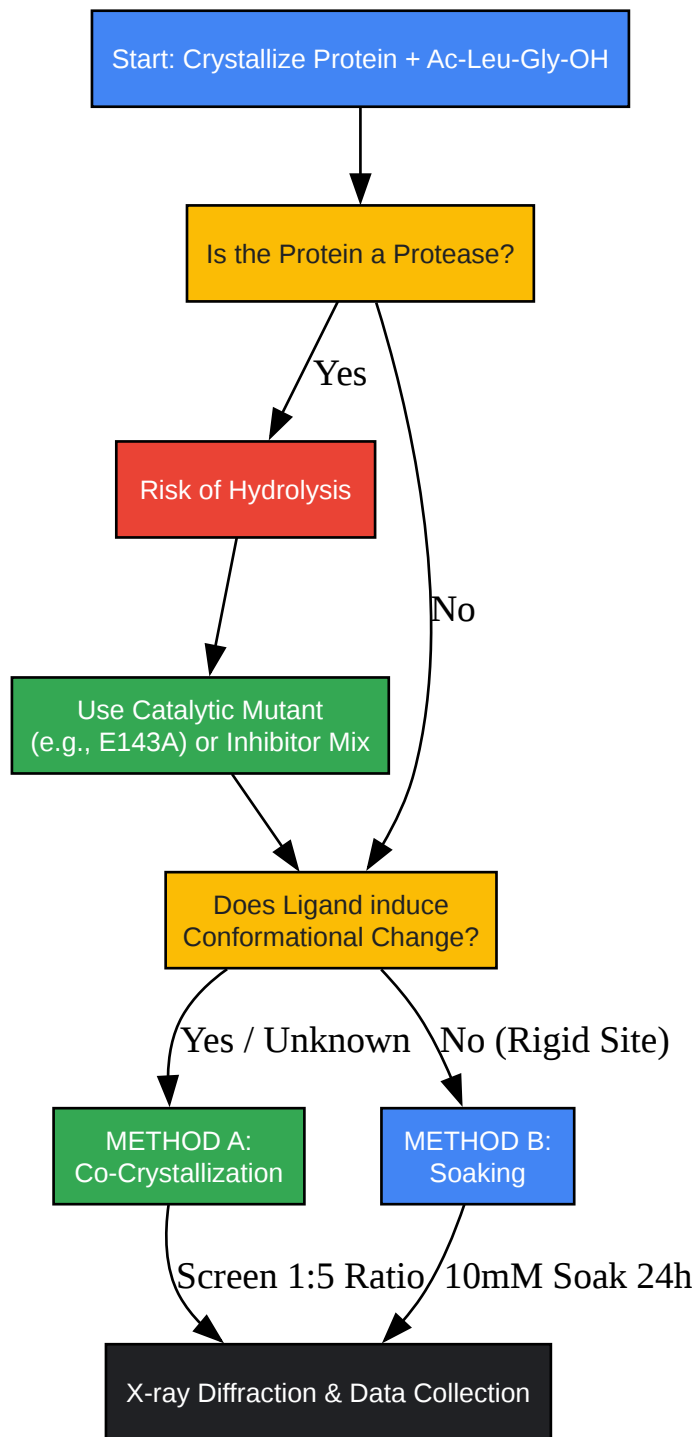 Start: Crystallize Protein + Ac-Leu-Gly-OH
Is the Protein a Protease?
Yes
Risk of Hydrolysis
No
Use Catalytic Mutant
(e.g., E143A) or Inhibitor Mix
Does Ligand induce
Conformational Change?
Yes / Unknown
No (Rigid Site)
METHOD A:
Co-Crystallization
METHOD B:
Soaking
Screen 1:5 Ratio
10mM Soak 24h
X-ray Diffraction & Data Collection